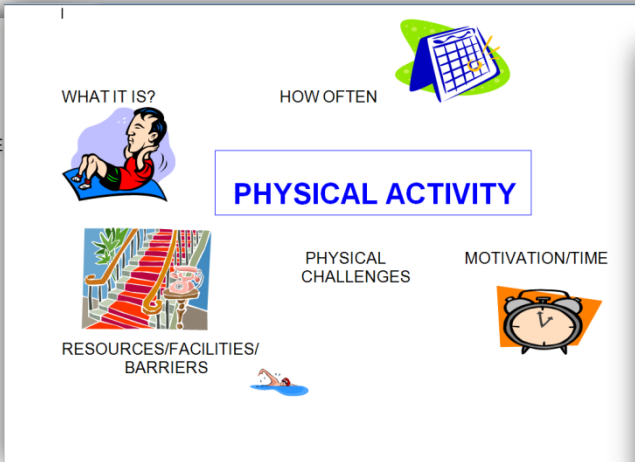 WHAT IT IS?
HOW OFTEN
PHYSICAL ACTIVITY
PHYSICAL
CHALLENGES
MOTIVATION/TIME
RESOURCES/FACILITIES/
BARRIERS